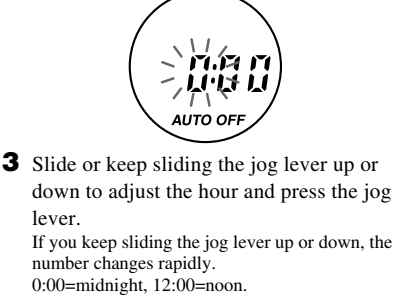 0:00
AUTO OFF
3 Slide or keep sliding the jog lever up or
down to adjust the hour and press the jog
lever.
If you keep sliding the jog lever up or down, the
number changes rapidly.
0:00=midnight, 12:00=noon.